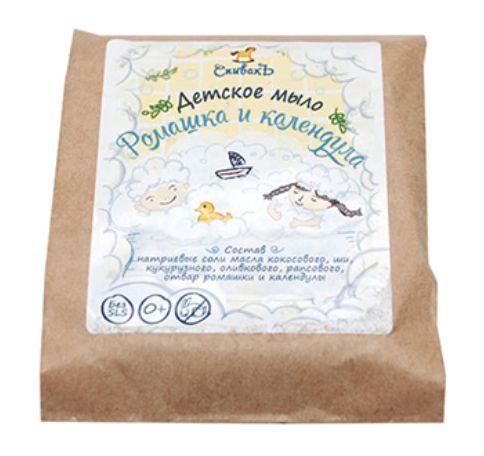 СпивакЪ
Детское мыло
Ромашка и календула
Состав
натриевые соли масла кокосового, ши,
кукурузного, оливкового, рапсового,
отвар ромашки и календулы
Без
SLS
0+